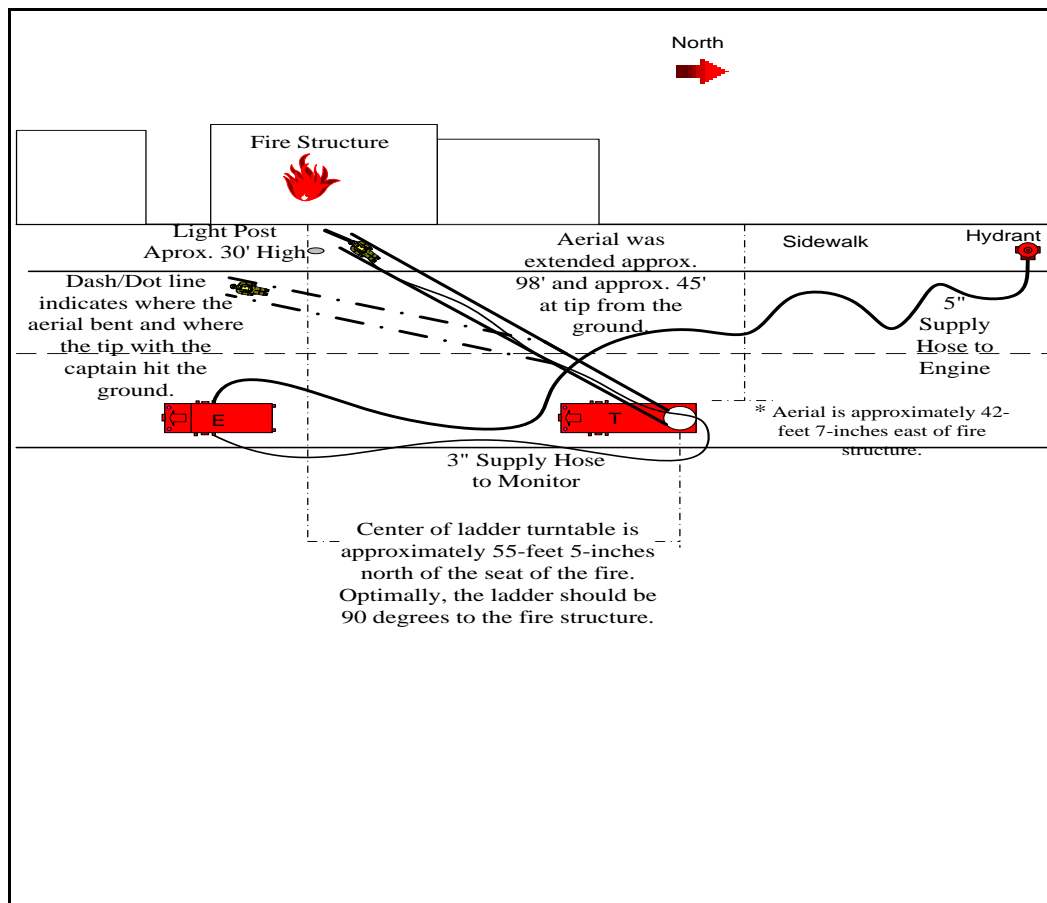 North
Fire Structure
Light Post
Aprox. 30' High
Aerial was
extended approx.
98' and approx. 45'
at tip from the
ground.
Sidewalk
Hydrant
Dash/Dot line
indicates where the
aerial bent and where
the tip with the
captain hit the
ground.
5"
Supply
Hose to
Engine
E
T
* Aerial is approximately 42-
feet 7-inches east of fire
structure.
3" Supply Hose
to Monitor
Center of ladder turntable is
approximately 55-feet 5-inches
north of the seat of the fire.
Optimally, the ladder should be
90 degrees to the fire structure.